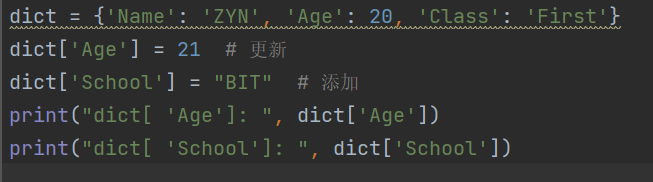 dict = {'Name': 'ZYN', 'Age': 20, 'Class': 'First'}
dict['Age'] = 21  # 更新
dict['School'] = "BIT"  # 添加
print("dict[ 'Age']: ", dict['Age'])
print("dict[ 'School']: ", dict['School'])